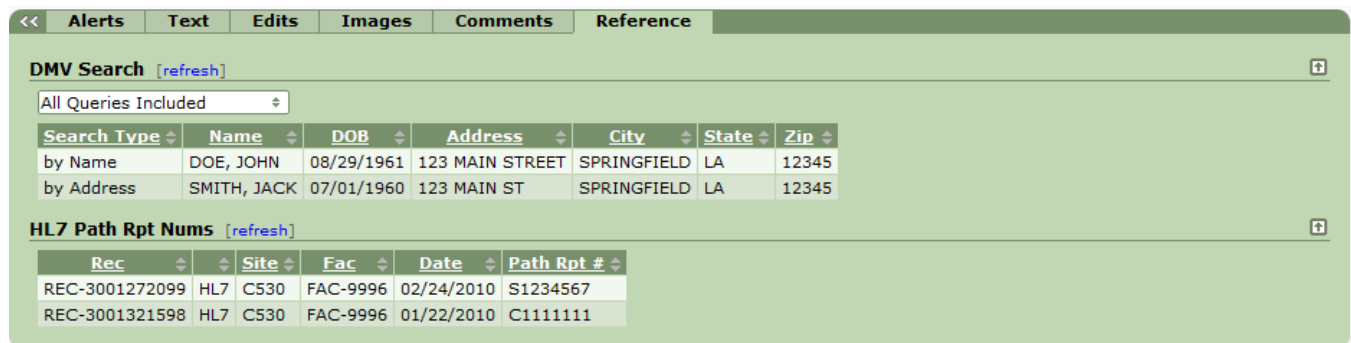 << Alerts Text Edits Images Comments Reference
DMV Search [refresh]
All Queries Included
Search Type Name DOB Address City State Zip
by Name DOE, JOHN 08/29/1961 123 MAIN STREET SPRINGFIELD LA 12345
by Address SMITH, JACK 07/01/1960 123 MAIN ST SPRINGFIELD LA 12345
HL7 Path Rpt Nums [refresh]
Rec Site Fac Date Path Rpt #
REC-3001272099 HL7 C530 FAC-9996 02/24/2010 S1234567
REC-3001321598 HL7 C530 FAC-9996 01/22/2010 C1111111